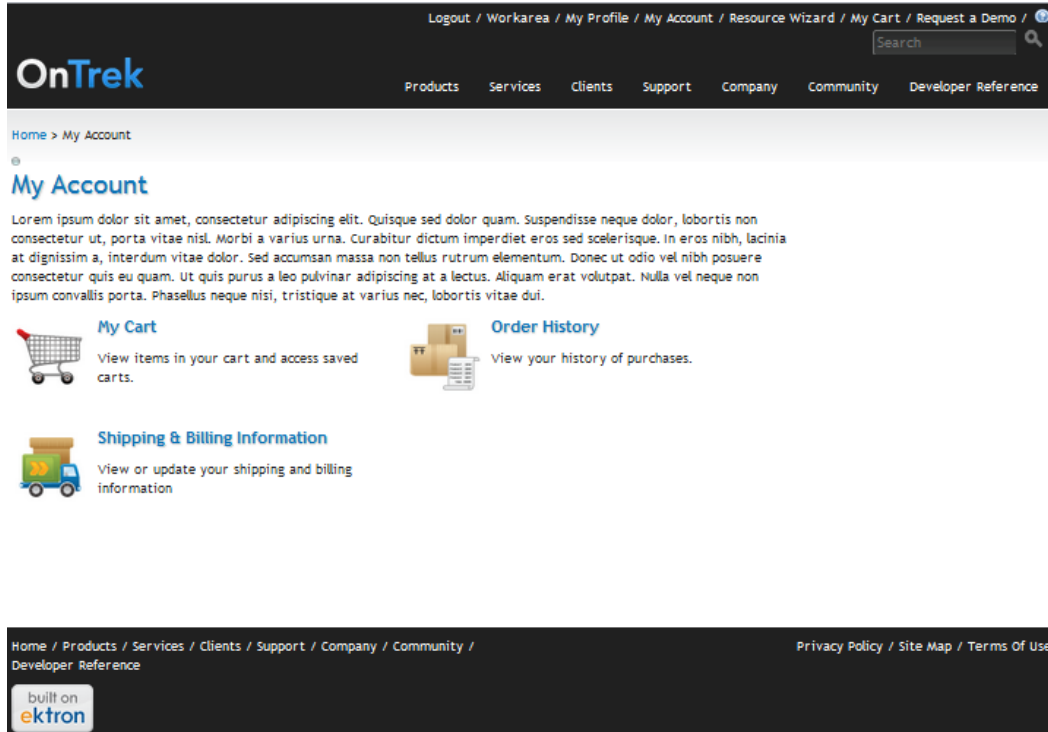 Logout / Workarea / My Profile / My Account / Resource Wizard / My Cart / Request a Demo /
Search
OnTrek
Products Services Clients Support Company Community Developer Reference
Home > My Account
My Account
Lorem ipsum dolor sit amet, consectetur adipiscing elit. Quisque sed dolor quam. Suspendisse neque dolor, lobortis non
consectetur ut, porta vitae nisl. Morbi a varius urna. Curabitur dictum imperdiet eros sed scelerisque. In eros nibh, lacinia
at dignissim a, interdum vitae dolor. Sed accumsan massa non tellus rutrum elementum. Donec ut odio vel nibh posuere
consectetur quis eu quam. Ut quis purus a leo pulvinar adipiscing at a lectus. Aliquam erat volutpat. Nulla vel neque non
ipsum convallis porta. Phasellus neque nisi, tristique at varius nec, lobortis vitae dui.
My Cart
View items in your cart and access saved
carts.
Order History
View your history of purchases.
Shipping & Billing Information
View or update your shipping and billing
information
Home / Products / Services / Clients / Support / Company / Community /
Developer Reference
Privacy Policy / Site Map / Terms Of Use
built on
ektron